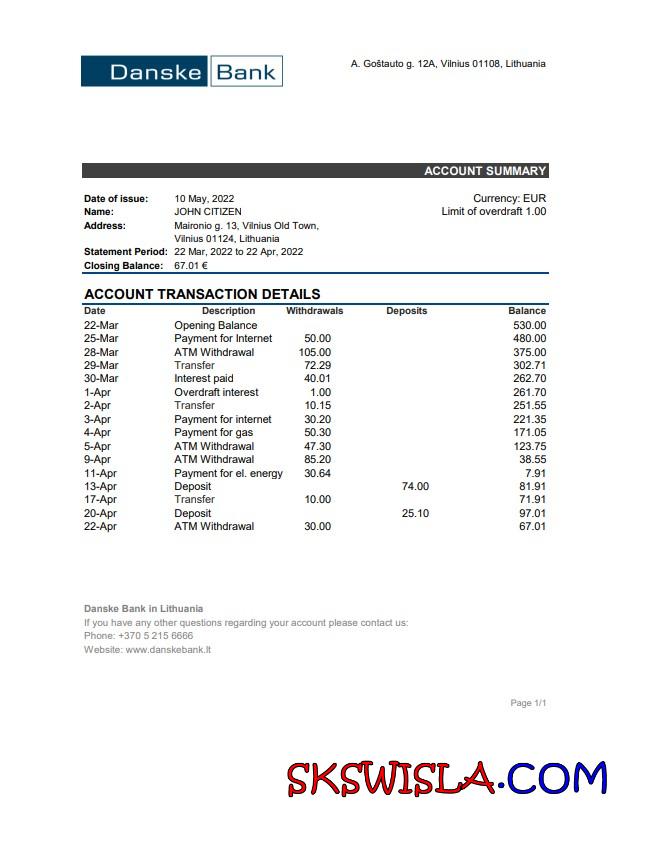 Danske Bank
A. Goštauto g. 12A, Vilnius 01108, Lithuania
ACCOUNT SUMMARY
Date of issue: 10 May, 2022 Currency: EUR
Name: JOHN CITIZEN Limit of overdraft 1.00
Address: Maironio g. 13, Vilnius Old Town,
Vilnius 01124, Lithuania
Statement Period: 22 Mar, 2022 to 22 Apr, 2022
Closing Balance: 67.01 €
ACCOUNT TRANSACTION DETAILS
Date Description Withdrawals Deposits Balance
22-Mar Opening Balance 530.00
25-Mar Payment for Internet 50.00 480.00
28-Mar ATM Withdrawal 105.00 375.00
29-Mar Transfer 72.29 302.71
30-Mar Interest paid 40.01 262.70
1-Apr Overdraft interest 1.00 261.70
2-Apr Transfer 10.15 251.55
3-Apr Payment for internet 30.20 221.35
4-Apr Payment for gas 50.30 171.05
5-Apr ATM Withdrawal 47.30 123.75
9-Apr ATM Withdrawal 85.20 38.55
11-Apr Payment for el. energy 30.64 7.91
13-Apr Deposit 74.00 81.91
17-Apr Transfer 10.00 71.91
20-Apr Deposit 25.10 97.01
22-Apr ATM Withdrawal 30.00 67.01
Danske Bank in Lithuania
If you have any other questions regarding your account please contact us:
Phone: +370 5 215 6666
Website: www.danskebank.lt
Page 1/1
SKSWISLA.COM